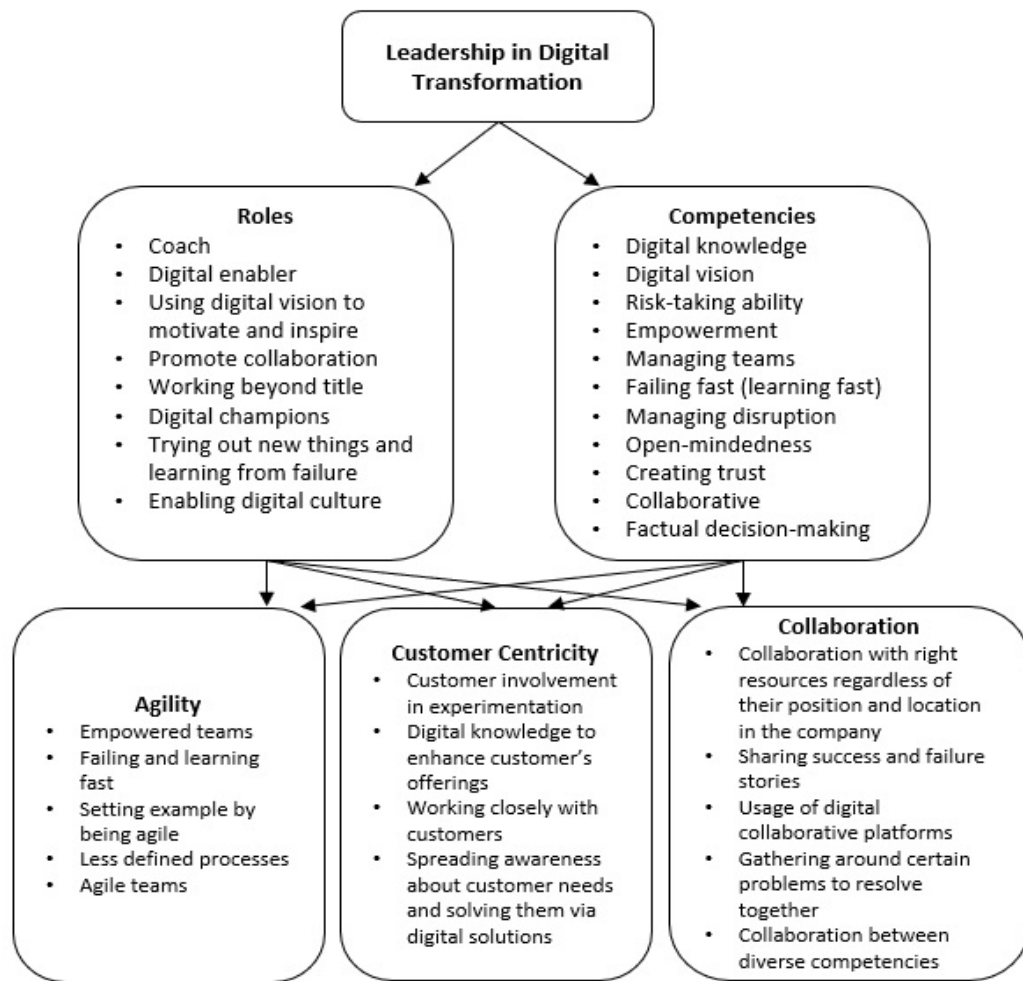 Leadership in Digital
Transformation
Roles
• Coach
• Digital enabler
• Using digital vision to
motivate and inspire
• Promote collaboration
• Working beyond title
• Digital champions
• Trying out new things and
learning from failure
• Enabling digital culture
Competencies
• Digital knowledge
• Digital vision
• Risk-taking ability
• Empowerment
• Managing teams
• Failing fast (learning fast)
• Managing disruption
• Open-mindedness
• Creating trust
• Collaborative
• Factual decision-making
Agility
• Empowered teams
• Failing and learning
fast
• Setting example by
being agile
• Less defined processes
• Agile teams
Customer Centricity
• Customer involvement
in experimentation
• Digital knowledge to
enhance customer’s
offerings
• Working closely with
customers
• Spreading awareness
about customer needs
and solving them via
digital solutions
Collaboration
• Collaboration with right
resources regardless of
their position and location
in the company
• Sharing success and failure
stories
• Usage of digital
collaborative platforms
• Gathering around certain
problems to resolve
together
• Collaboration between
diverse competencies